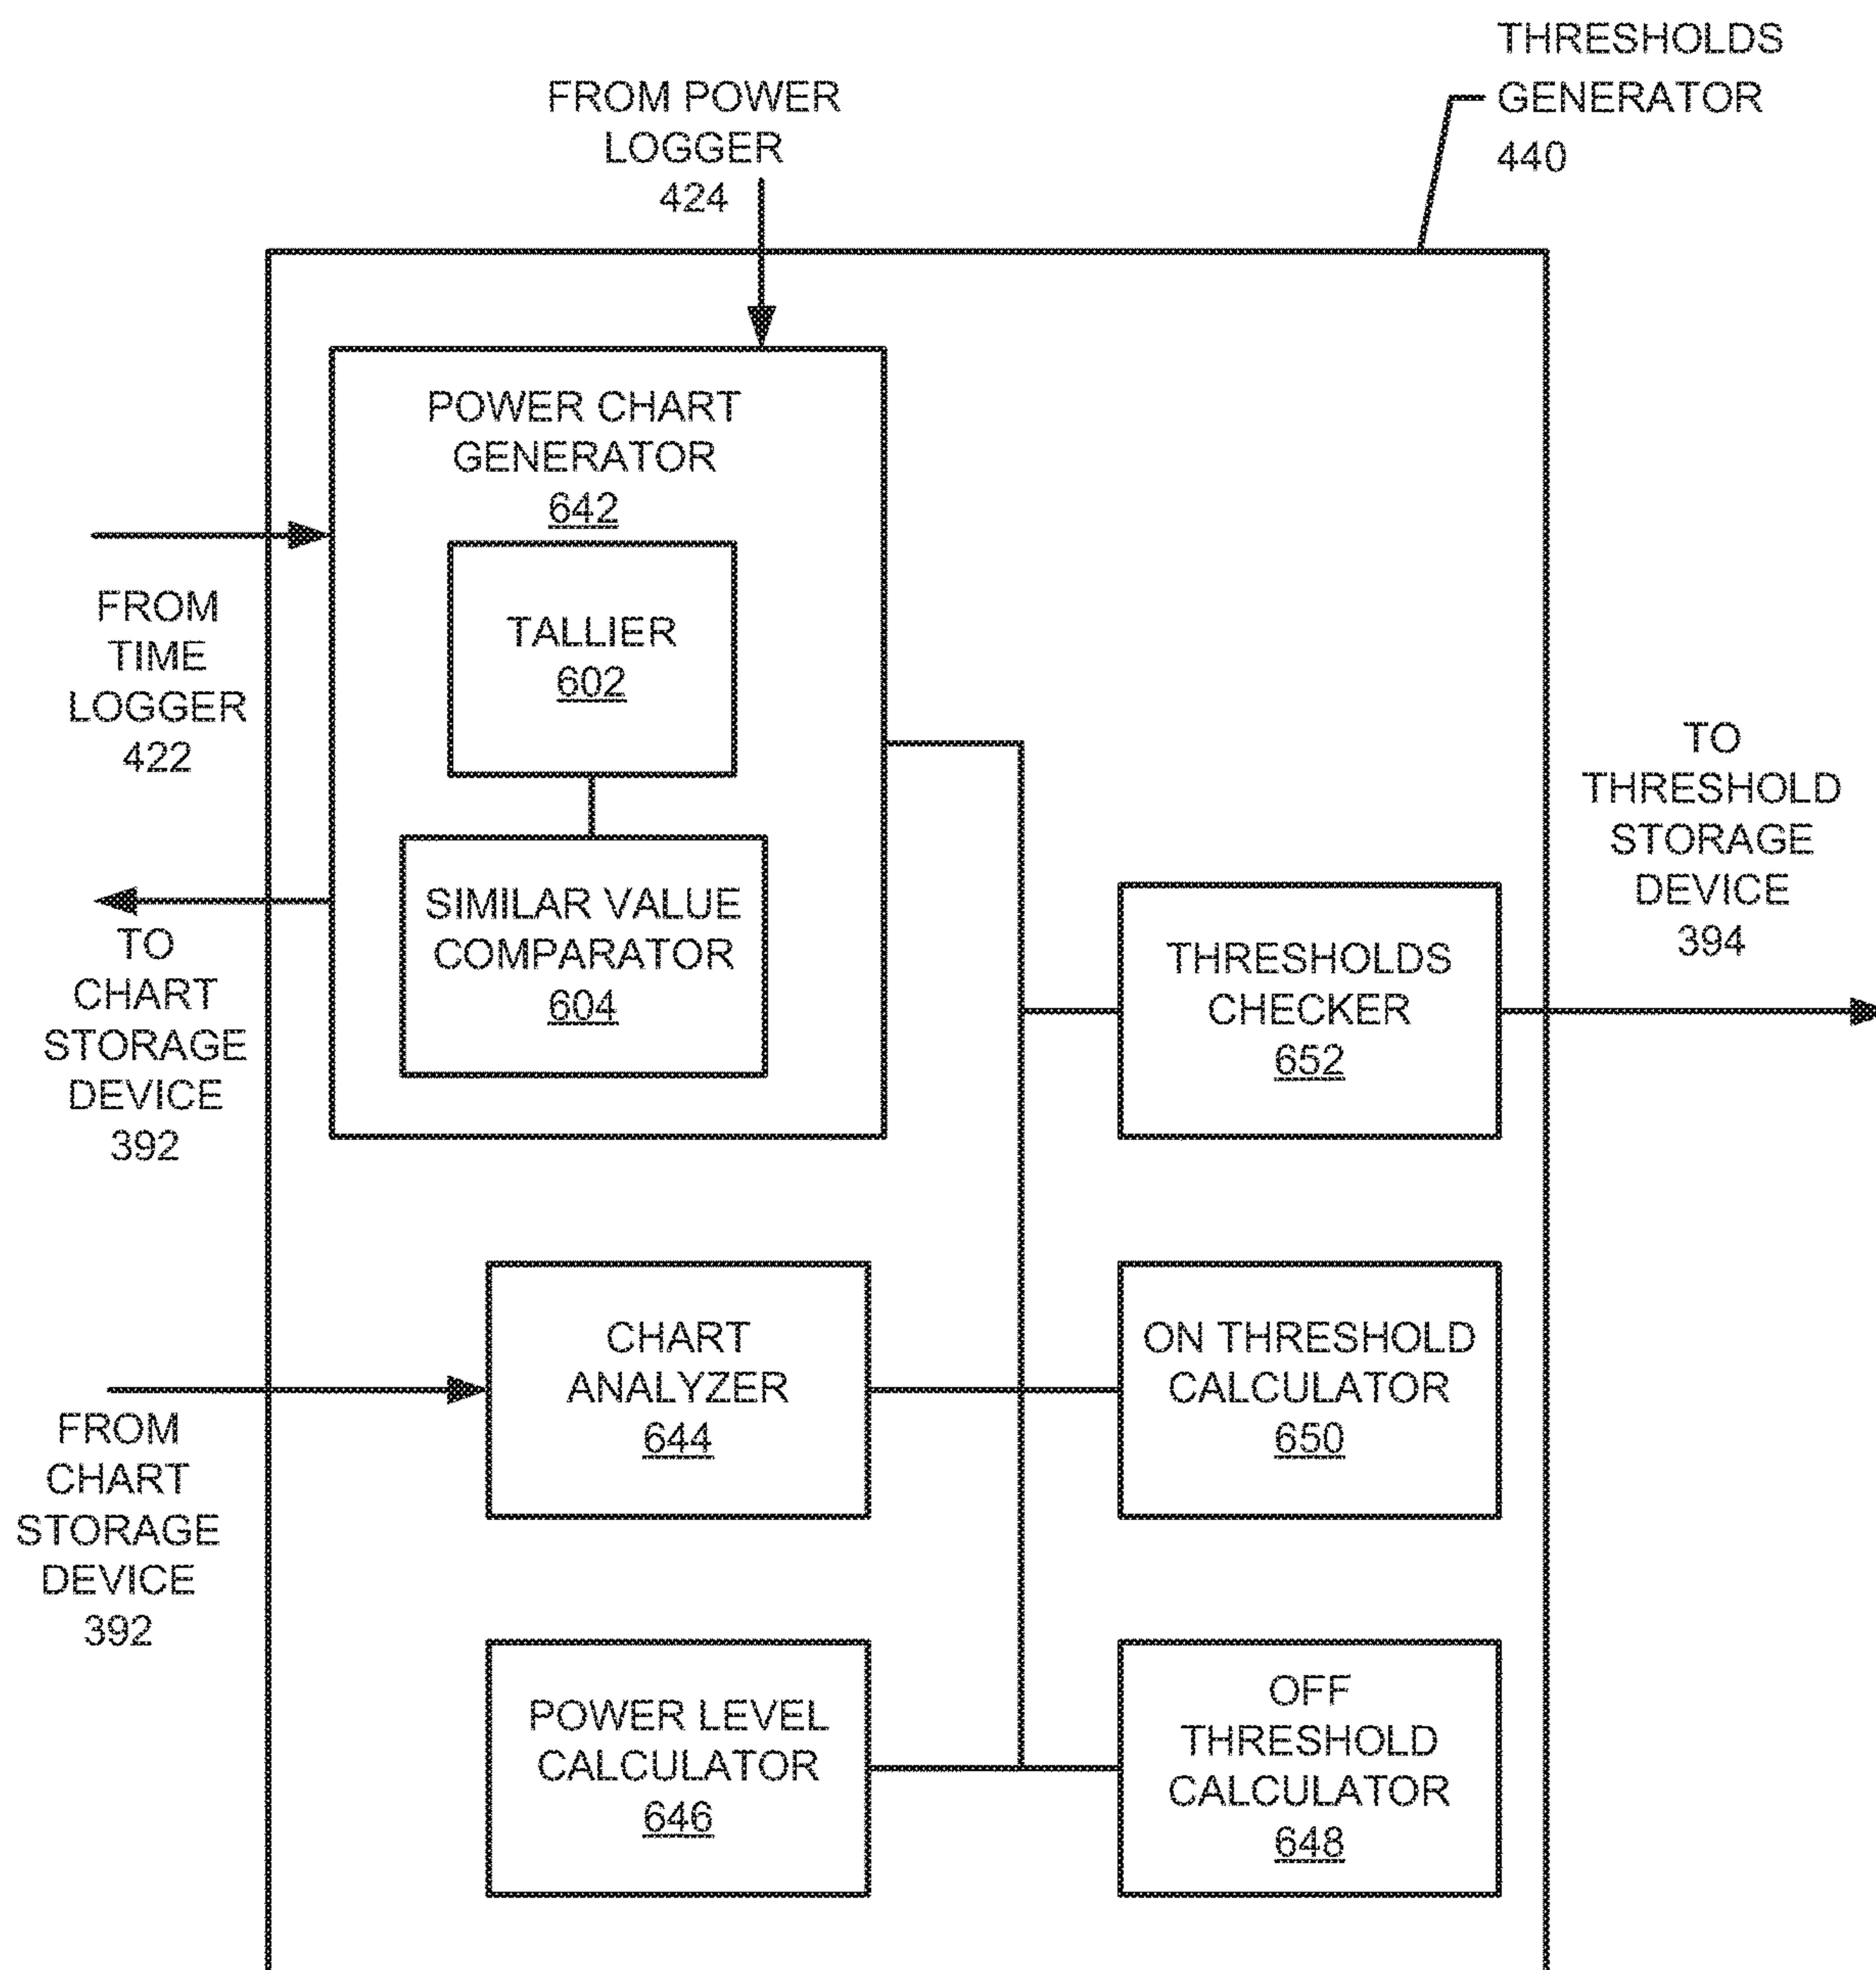 THRESHOLDS
GENERATOR
440
FROM POWER
LOGGER
424
POWER CHART
GENERATOR
642
TALLIER
602
SIMILAR VALUE
COMPARATOR
604
FROM
TIME
LOGGER
422
TO
CHART
STORAGE
DEVICE
392
TO
THRESHOLD
STORAGE
DEVICE
394
THRESHOLDS
CHECKER
652
CHART
ANALYZER
644
ON THRESHOLD
CALCULATOR
650
FROM
CHART
STORAGE
DEVICE
392
POWER LEVEL
CALCULATOR
646
OFF
THRESHOLD
CALCULATOR
648